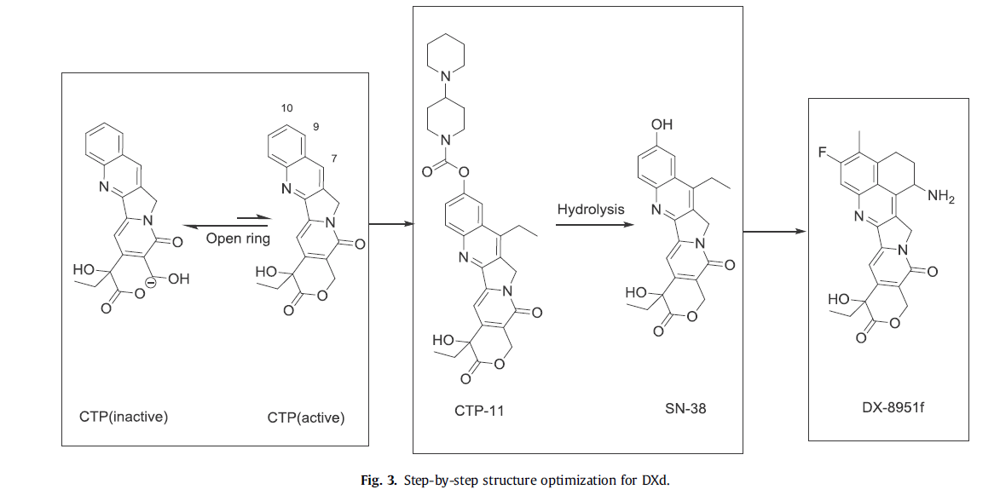 10
9
7
N
N
O
HO
OH
O
O
⊖
Open ring
N
N
O
HO
O
O
CTP(inactive)
CTP(active)
N
N
O
O
N
N
O
HO
O
O
CTP-11
Hydrolysis
OH
N
N
O
HO
O
O
SN-38
F
NH₂
N
N
O
HO
O
O
DX-8951f
Fig. 3. Step-by-step structure optimization for DXd.